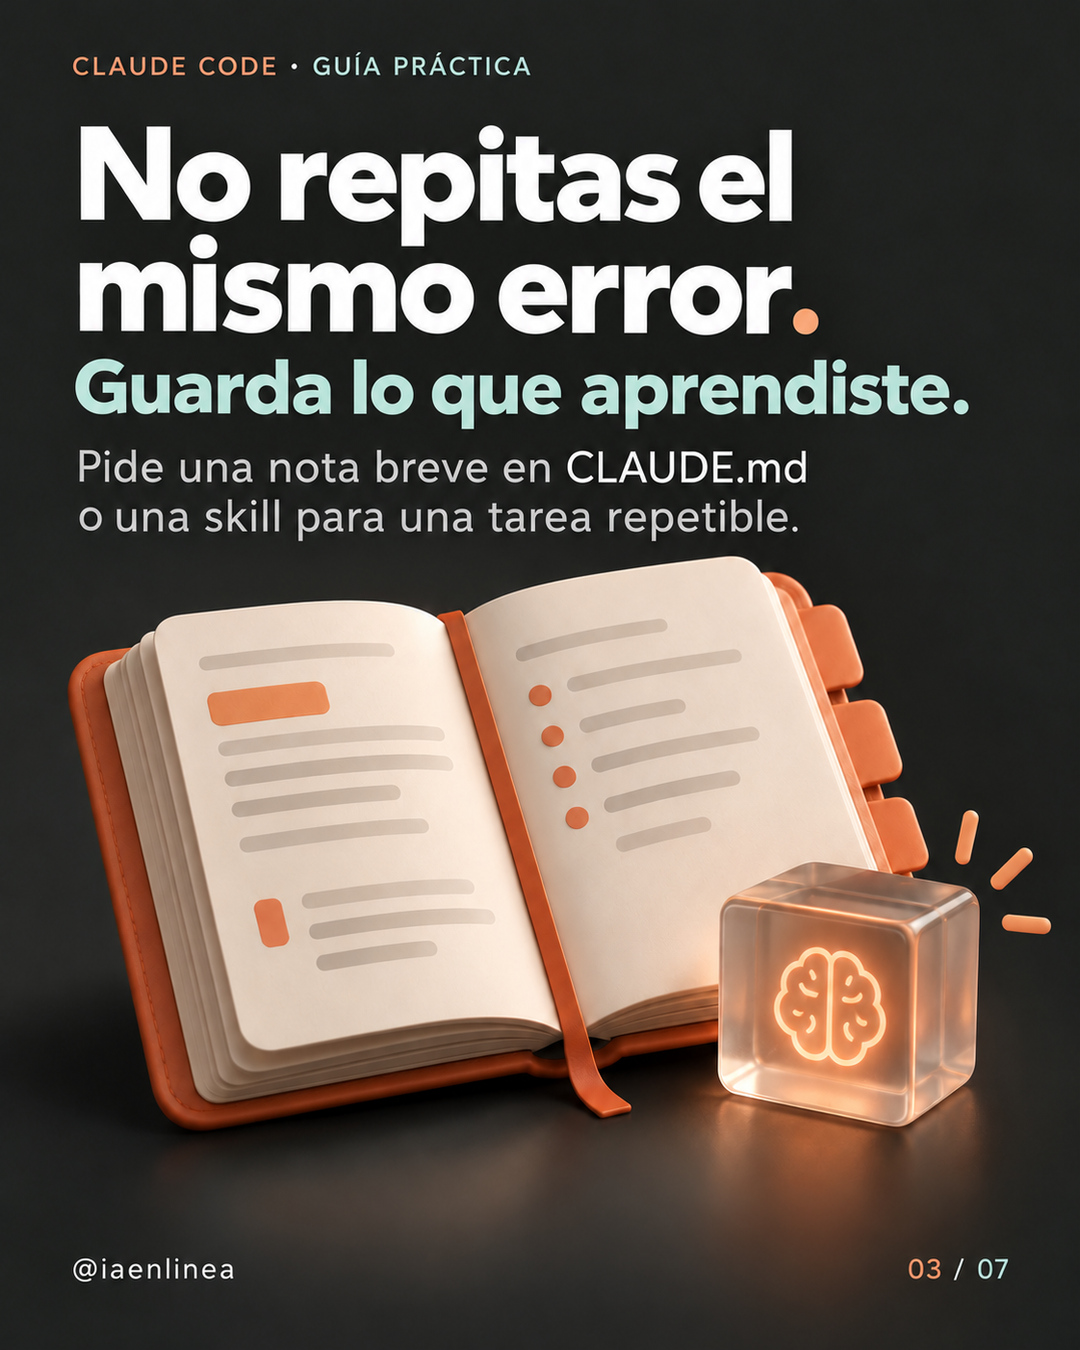 CLAUDE CODE • GUÍA PRÁCTICA
No repitas el
mismo error.
Guarda lo que aprendiste.
Pide una nota breve en CLAUDE.md
o una skill para una tarea repetible.
@iaenlinea
03 / 07